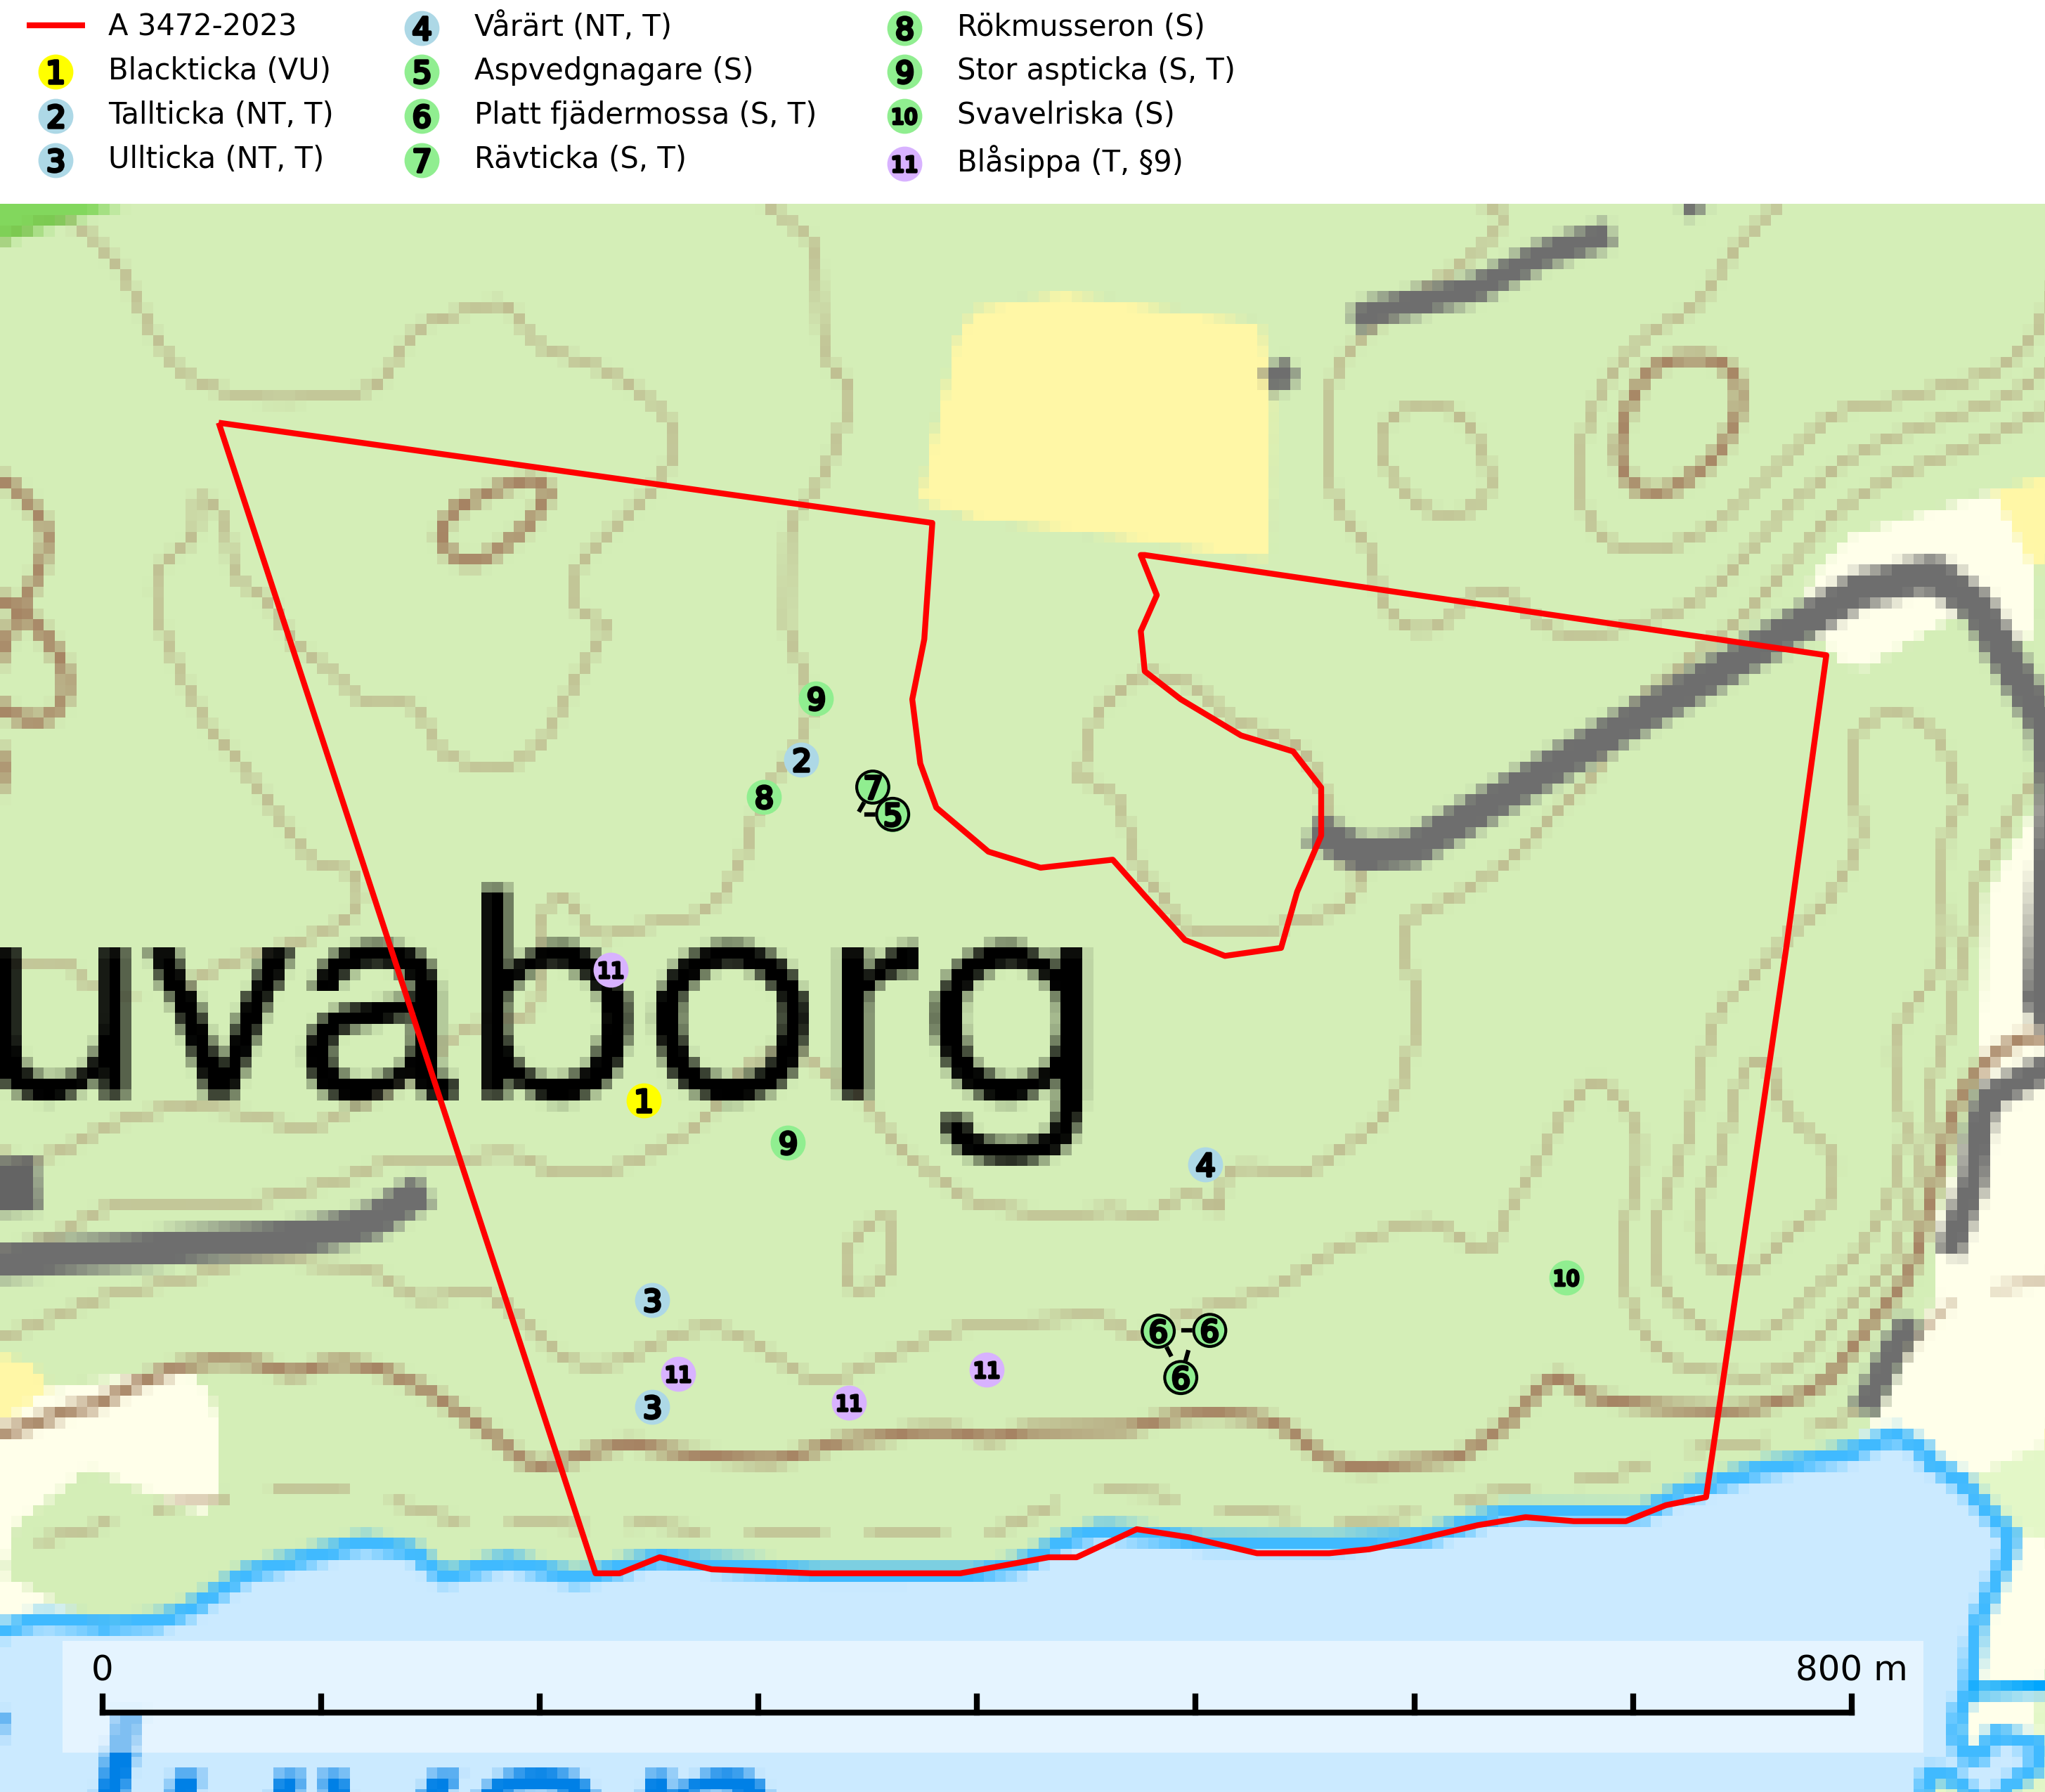 A 3472-2023
1 Blackticka (VU)
2 Tallticka (NT, T)
3 Ullticka (NT, T)
4 Vårärt (NT, T)
5 Aspvedgnagare (S)
6 Platt fjädermossa (S, T)
7 Rävticka (S, T)
8 Rökmusseron (S)
9 Stor aspticka (S, T)
10 Svavelriska (S)
11 Blåsippa (T, §9)
9
2
7
8
5
uvaborg
11
1
9
4
10
3
6 6
11
11
6
3
11
0
800 m